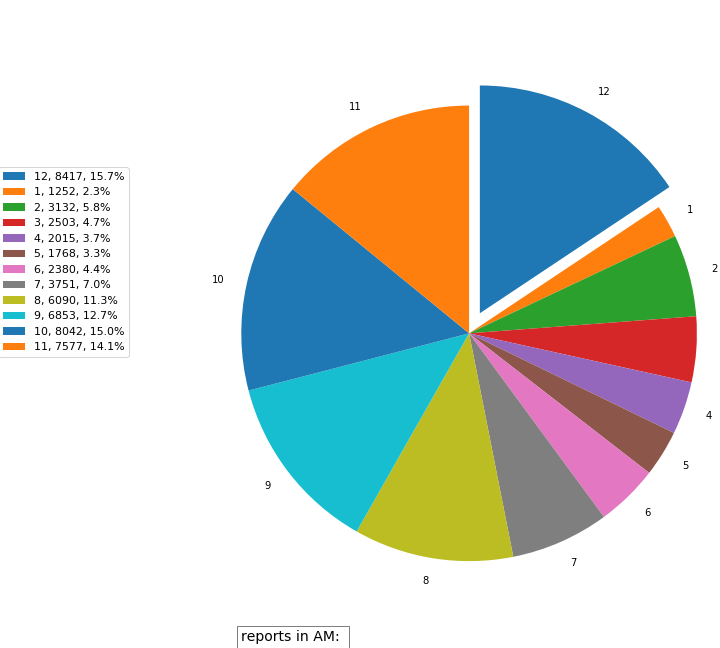 12
11
1
10
2
4
9
5
6
7
8
12, 8417, 15.7%
1, 1252, 2.3%
2, 3132, 5.8%
3, 2503, 4.7%
4, 2015, 3.7%
5, 1768, 3.3%
6, 2380, 4.4%
7, 3751, 7.0%
8, 6090, 11.3%
9, 6853, 12.7%
10, 8042, 15.0%
11, 7577, 14.1%
reports in AM: